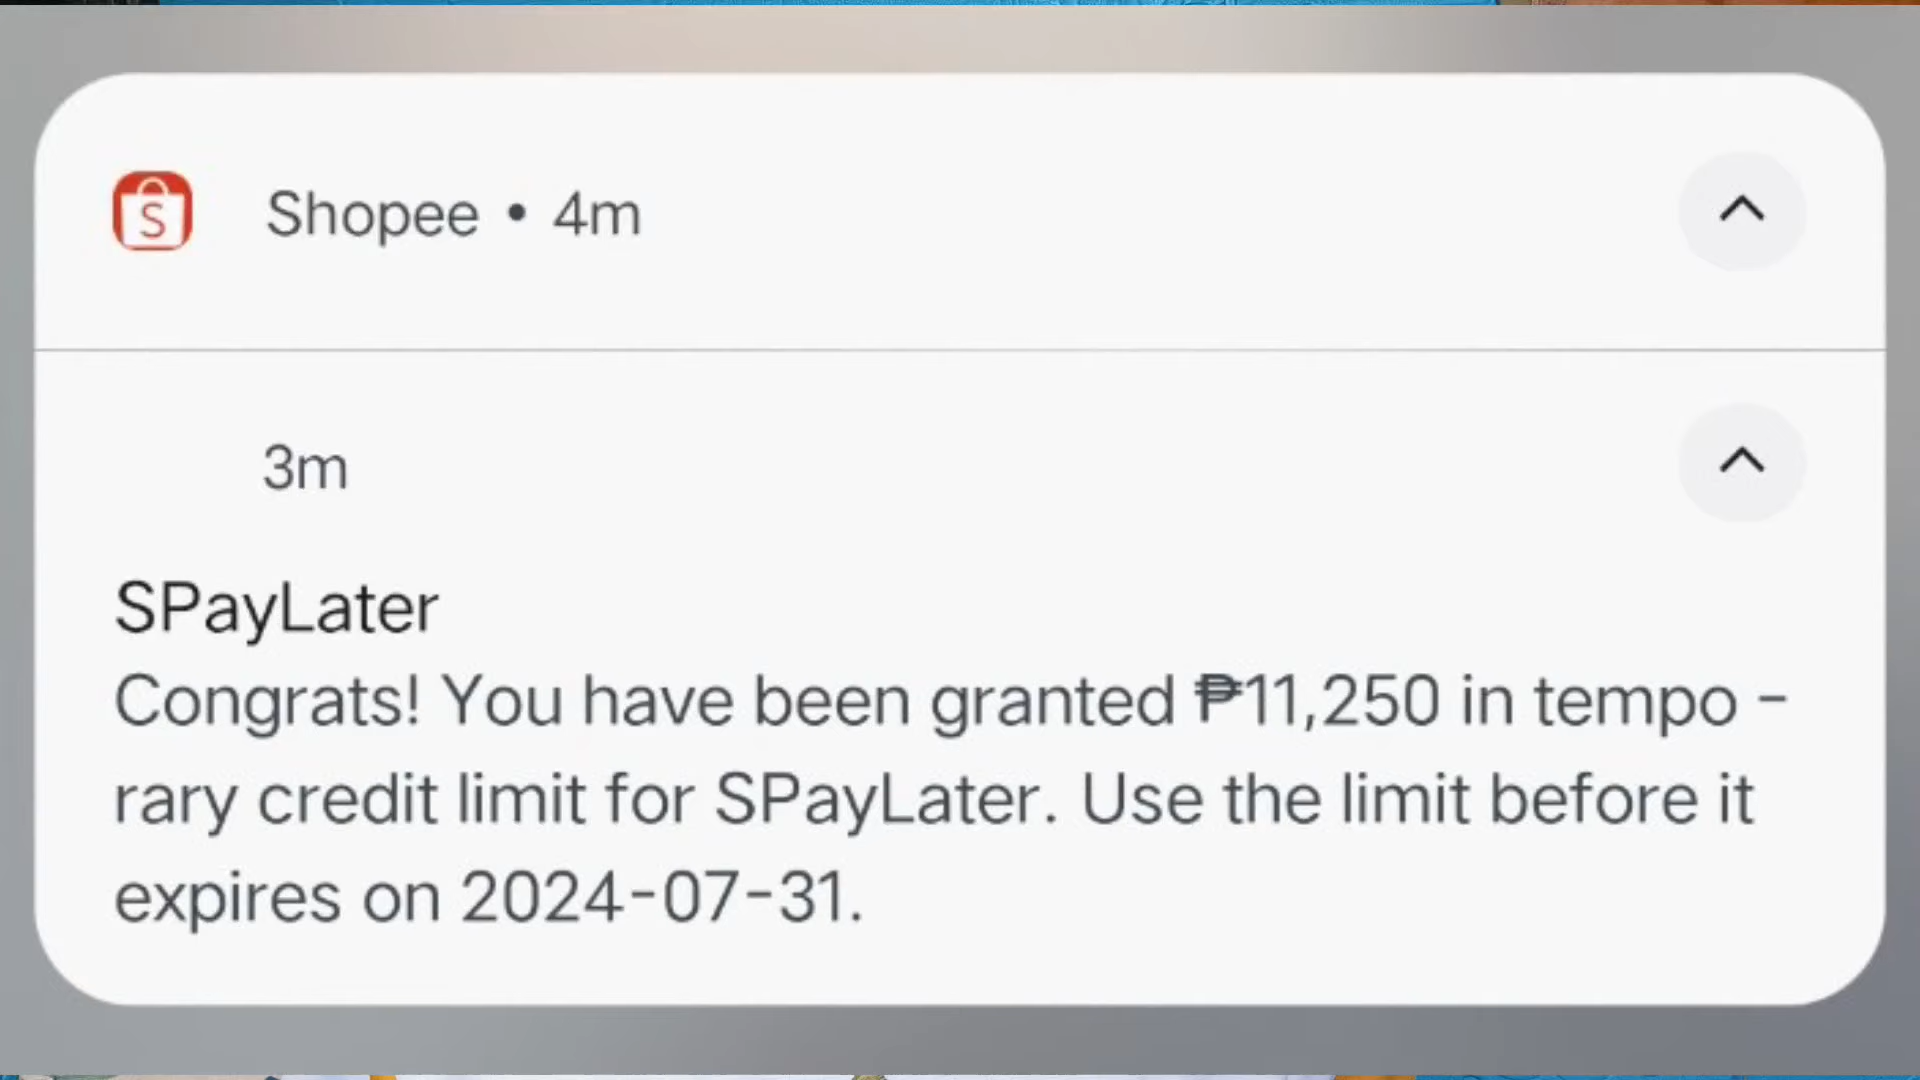 S
Shopee • 4m
3m
SPayLater
Congrats! You have been granted ₱11,250 in tempo -
rary credit limit for SPayLater. Use the limit before it
expires on 2024-07-31.